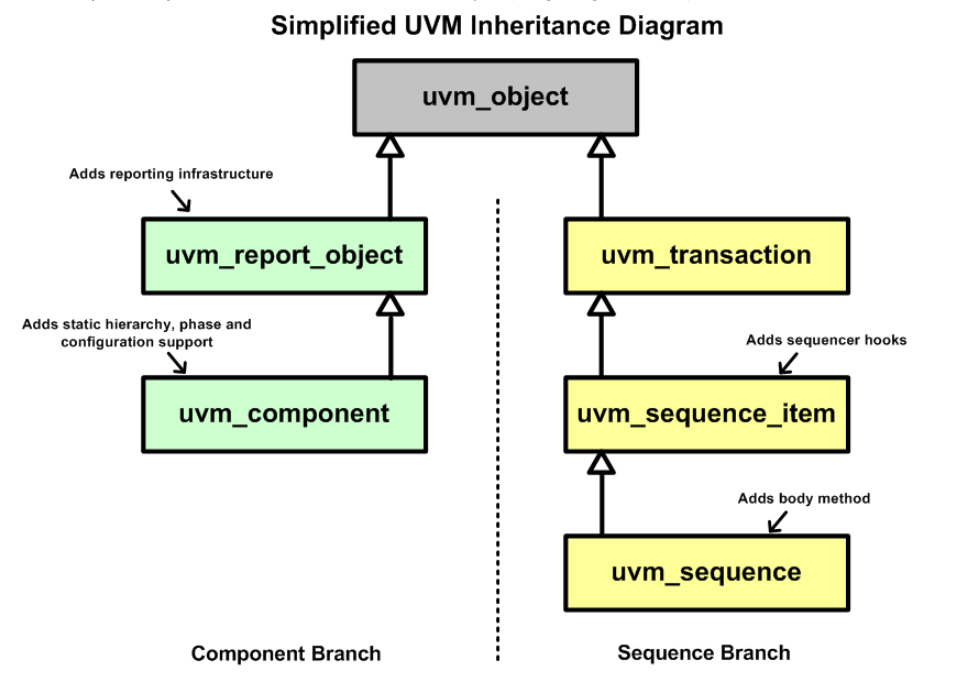 Simplified UVM Inheritance Diagram
uvm_object
Adds reporting infrastructure
uvm_report_object
uvm_transaction
Adds static hierarchy, phase and
configuration support
Adds sequencer hooks
uvm_component
uvm_sequence_item
Adds body method
uvm_sequence
Component Branch
Sequence Branch